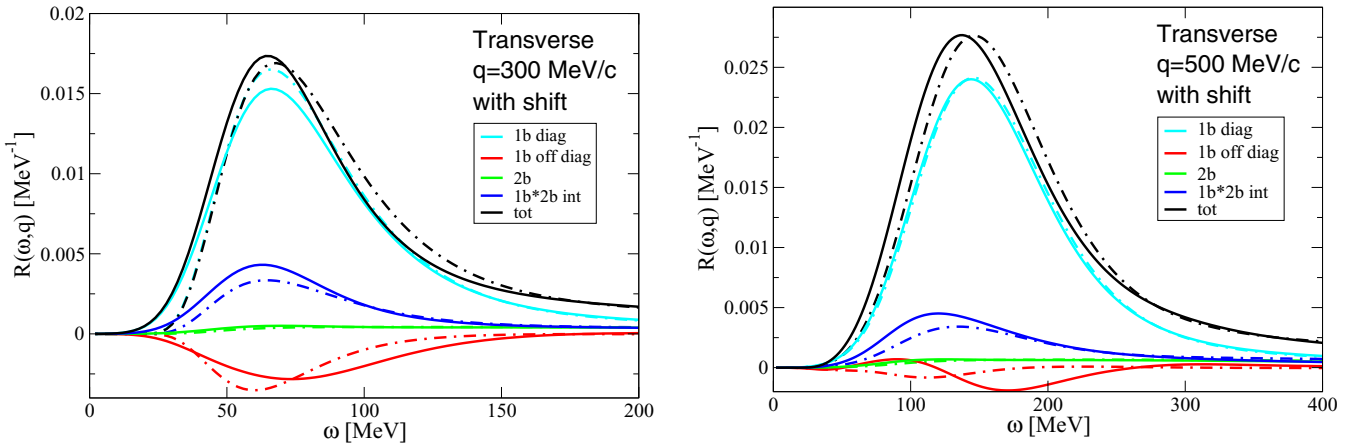 Transverse
q=300 MeV/c
with shift
1b diag
1b off diag
2b
1b*2b int
tot
R(ω,q) [MeV⁻¹]
0.015
0.01
0.005
0
0
50
100
150
200
ω [MeV]
Transverse
q=500 MeV/c
with shift
1b diag
1b off diag
2b
1b*2b int
tot
R(ω,q) [MeV⁻¹]
0.025
0.02
0.015
0.01
0.005
0
0
100
200
300
400
ω [MeV]